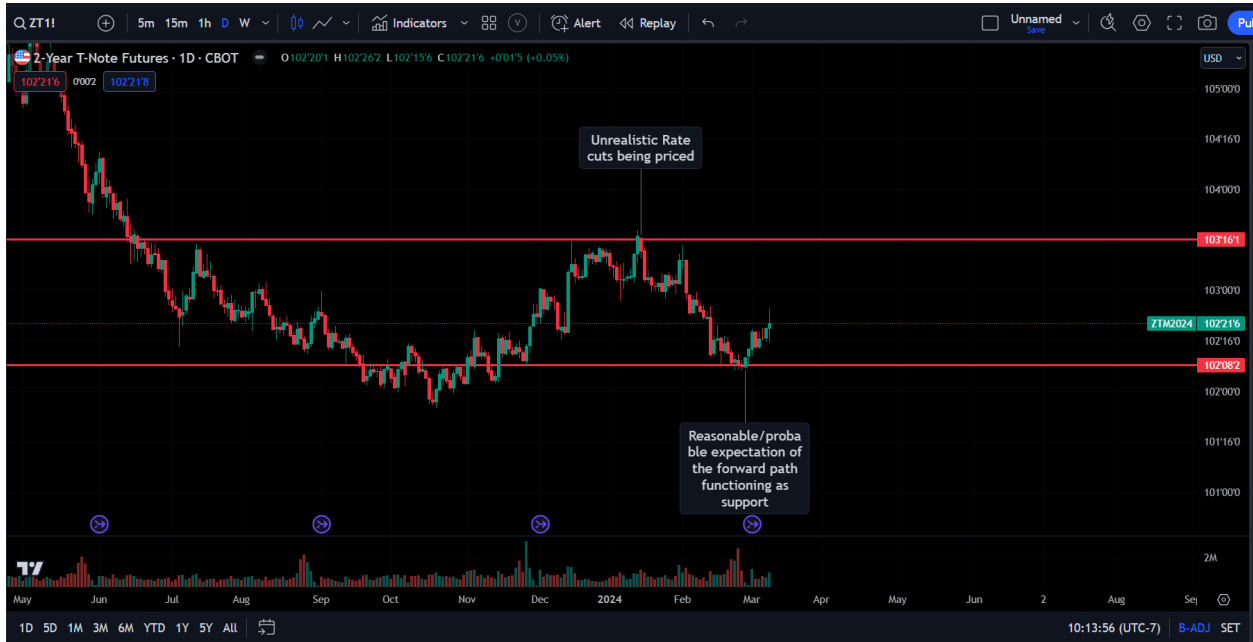 ZT1!
5m 15m 1h D W
Indicators
V
Alert
Replay
Unnamed
Save
Pu
2-Year T-Note Futures · 1D · CBOT
O102'20'1 H102'26'2 L102'15'6 C102'21'6 +0'01'5 (+0.05%)
USD
102'21'6 0'00'2 102'21'8
105'00'0
Unrealistic Rate
cuts being priced
104'16'0
104'00'0
103'16'1
103'00'0
ZTM2024 102'21'6
102'16'0
102'08'2
102'00'0
Reasonable/proba
ble expectation of
the forward path
functioning as
support
101'16'0
101'00'0
2M
May Jun Jul Aug Sep Oct Nov Dec 2024 Feb Mar Apr May Jun 2 Aug Se
1D 5D 1M 3M 6M YTD 1Y 5Y All
10:13:56 (UTC-7) B-ADJ SET